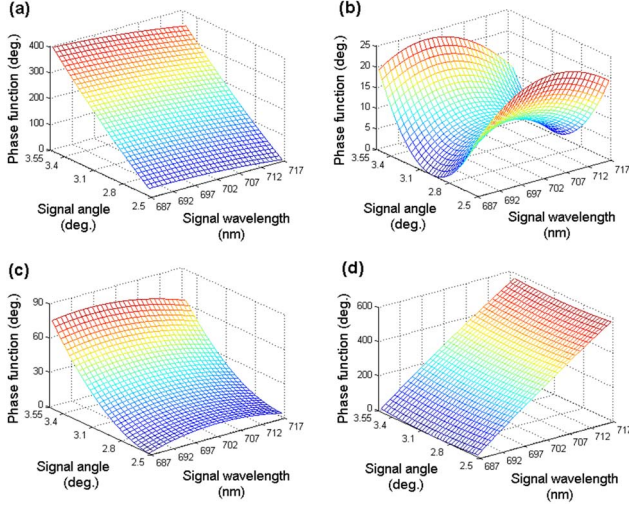 (a)
Phase function (deg.)
400
300
200
100
0
3.55
3.4
3.1
2.8
2.5
Signal angle
(deg.)
687
692
697
702
707
712
717
Signal wavelength
(nm)
(b)
Phase function (deg.)
25
20
15
10
5
0
3.55
3.4
3.1
2.8
2.5
Signal angle
(deg.)
687
692
697
702
707
712
717
Signal wavelength
(nm)
(c)
Phase function (deg.)
90
60
30
0
3.55
3.4
3.1
2.8
2.5
Signal angle
(deg.)
687
692
697
702
707
712
717
Signal wavelength
(nm)
(d)
Phase function (deg.)
600
400
200
0
3.55
3.4
3.1
2.8
2.5
Signal angle
(deg.)
687
692
697
702
707
712
717
Signal wavelength
(nm)